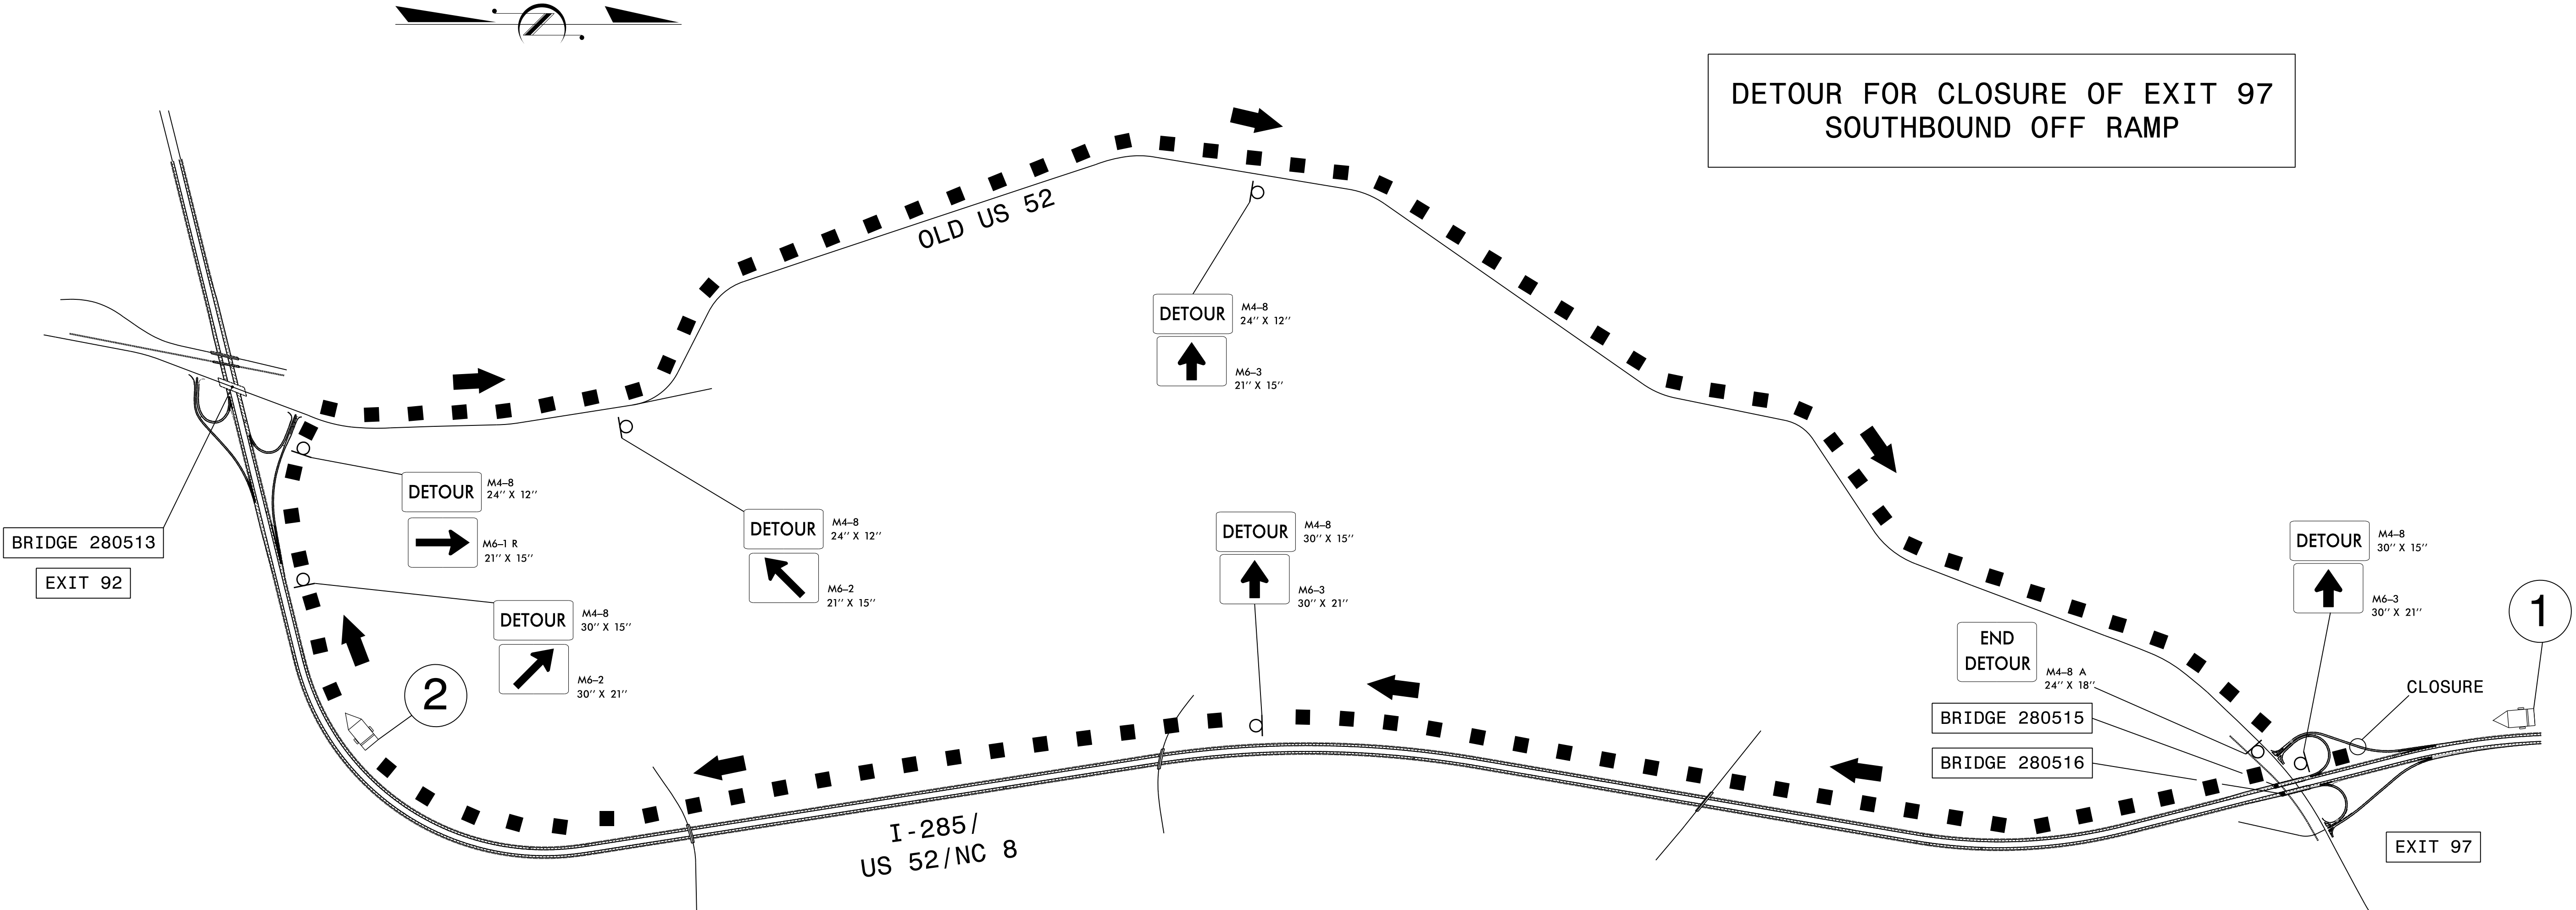 DETOUR FOR CLOSURE OF EXIT 97
SOUTHBOUND OFF RAMP
OLD US 52
DETOUR
M4-8
24'' X 12''
M6-3
21'' X 15''
DETOUR
M4-8
24'' X 12''
M6-1 R
21'' X 15''
BRIDGE 280513
EXIT 92
DETOUR
M4-8
24'' X 12''
M6-2
21'' X 15''
DETOUR
M4-8
30'' X 15''
M6-2
30'' X 21''
2
DETOUR
M4-8
30'' X 15''
M6-3
30'' X 21''
DETOUR
M4-8
30'' X 15''
M6-3
30'' X 21''
1
END
DETOUR
M4-8 A
24'' X 18''
CLOSURE
BRIDGE 280515
BRIDGE 280516
EXIT 97
I-285/
US 52/NC 8